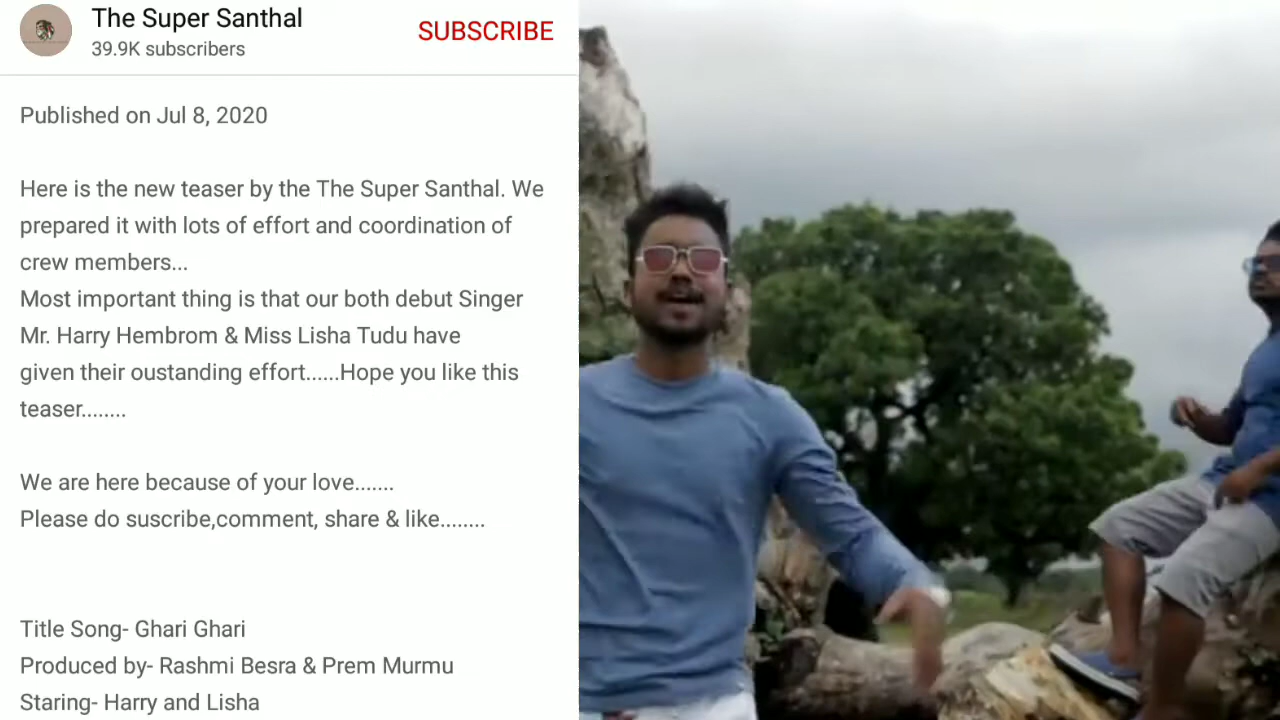 The Super Santhal
39.9K subscribers
SUBSCRIBE
Published on Jul 8, 2020
Here is the new teaser by the The Super Santhal. We
prepared it with lots of effort and coordination of
crew members...
Most important thing is that our both debut Singer
Mr. Harry Hembrom & Miss Lisha Tudu have
given their oustanding effort......Hope you like this
teaser........
We are here because of your love.......
Please do suscribe,comment, share & like........
Title Song- Ghari Ghari
Produced by- Rashmi Besra & Prem Murmu
Staring- Harry and Lisha